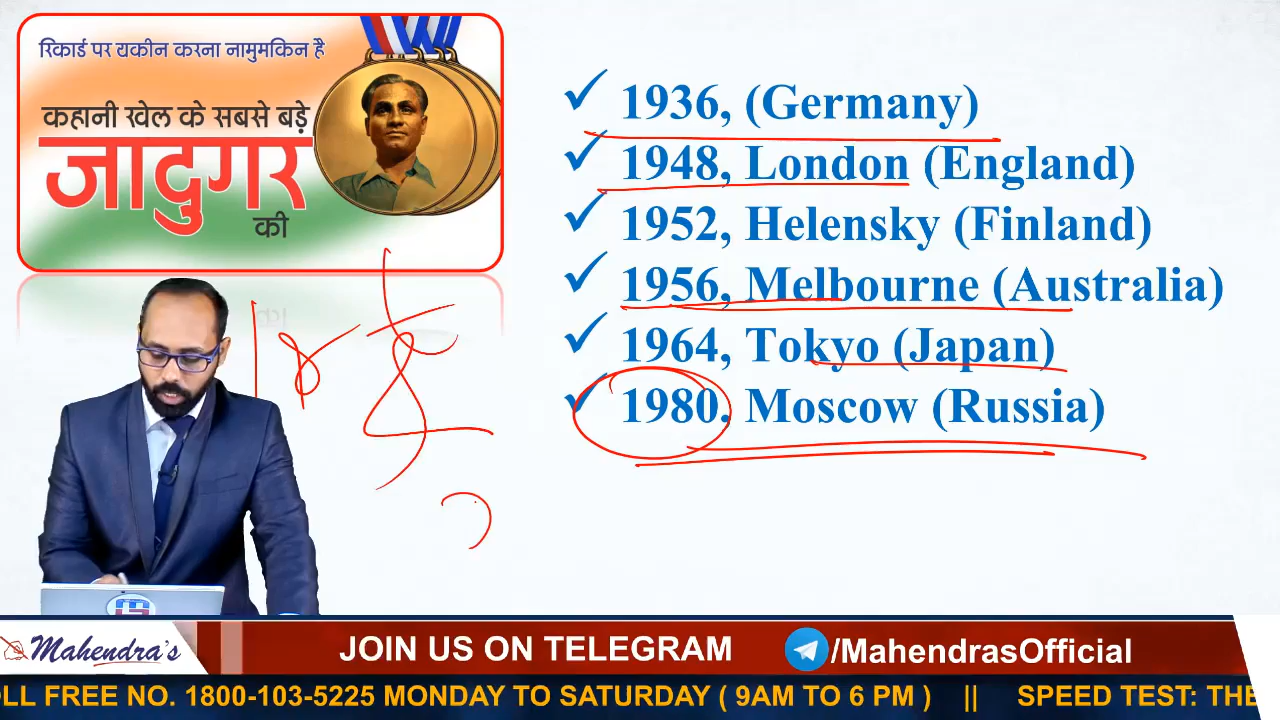 रिकार्ड पर यकीन करना नामुमकिन है
कहानी खेल के सबसे बड़े
जादुगर
की
1936, (Germany)
1948, London (England)
1952, Helensky (Finland)
1956, Melbourne (Australia)
1964, Tokyo (Japan)
1980, Moscow (Russia)
Mahendra's
JOIN US ON TELEGRAM
/MahendrasOfficial
OLL FREE NO. 1800-103-5225 MONDAY TO SATURDAY ( 9AM TO 6 PM ) || SPEED TEST: THE